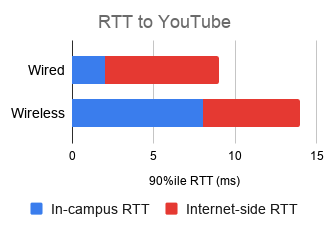 RTT to YouTube
Wired
Wireless
0 5 10 15
90%ile RTT (ms)
In-campus RTT Internet-side RTT